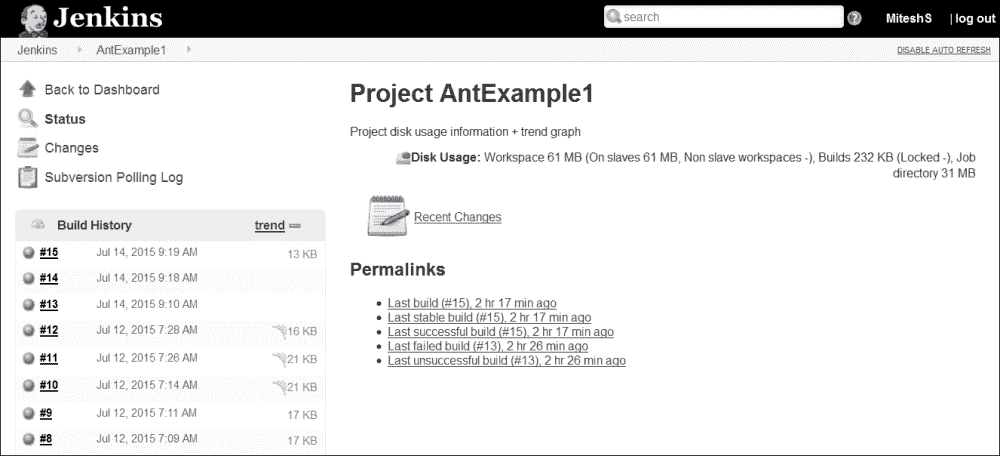 Jenkins
search
MiteshS | log out
Jenkins AntExample1
DISABLE AUTO REFRESH
Back to Dashboard
Status
Changes
Subversion Polling Log
Build History trend
#15 Jul 14, 2015 9:19 AM 13 KB
#14 Jul 14, 2015 9:18 AM
#13 Jul 14, 2015 9:10 AM
#12 Jul 12, 2015 7:28 AM 16 KB
#11 Jul 12, 2015 7:26 AM 21 KB
#10 Jul 12, 2015 7:14 AM 21 KB
#9 Jul 12, 2015 7:11 AM 17 KB
#8 Jul 12, 2015 7:09 AM 17 KB
Project AntExample1
Project disk usage information + trend graph
Disk Usage: Workspace 61 MB (On slaves 61 MB, Non slave workspaces -), Builds 232 KB (Locked -), Job
directory 31 MB
Recent Changes
Permalinks
Last build (#15), 2 hr 17 min ago
Last stable build (#15), 2 hr 17 min ago
Last successful build (#15), 2 hr 17 min ago
Last failed build (#13), 2 hr 26 min ago
Last unsuccessful build (#13), 2 hr 26 min ago